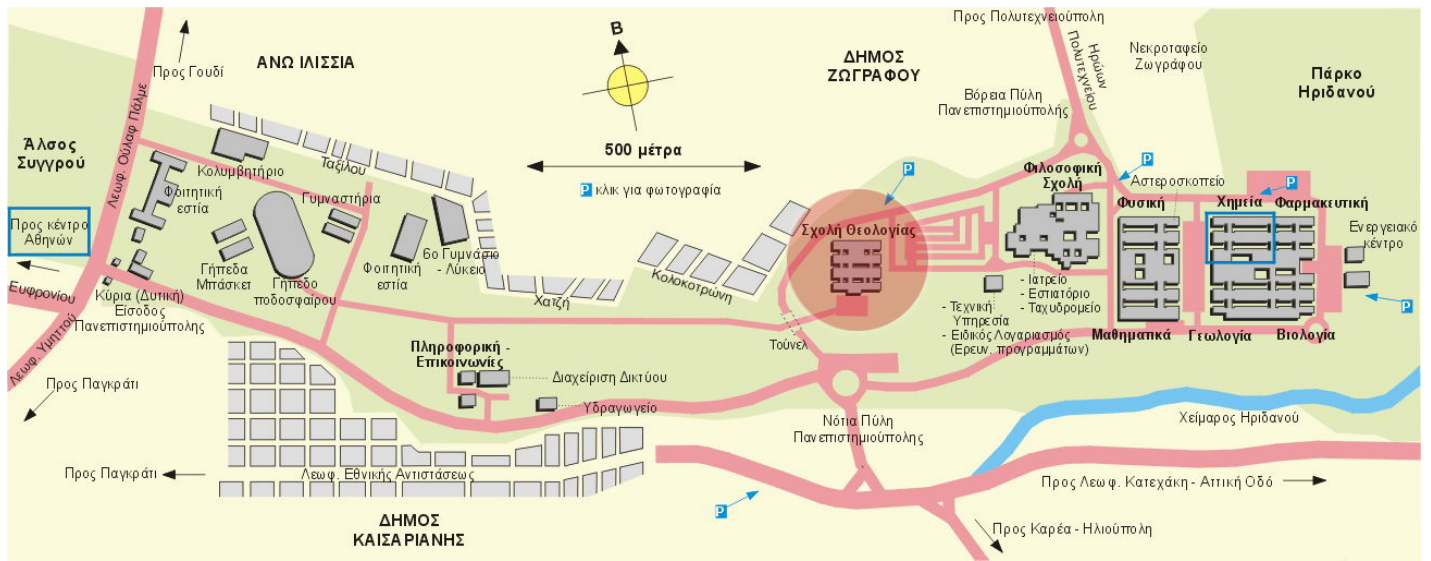 Προς Πολυτεχνειούπολη
Προς Γουδί
ΑΝΩ ΙΛΙΣΣΙΑ
Β
ΔΗΜΟΣ
ΖΩΓΡΑΦΟΥ
Ηρώων
Πολυτεχνείου
Νεκροταφείο
Ζωγράφου
Πάρκο
Ηριδανού
Βόρεια Πύλη
Πανεπιστημιούπολης
Άλσος
Συγγρού
Λεωφ. Ούλαφ Πάλμε
Κολυμβητήριο
Ταξίλου
500 μέτρα
P κλικ για φωτογραφία
P
P
P
Φιλοσοφική
Σχολή
Αστεροσκοπείο
Φοιτητική
εστία
Γυμναστήρια
Φυσική
Χημεία
Φαρμακευτική
Προς κέντρο
Αθηνών
Σχολή Θεολογίας
Ενεργειακό
κέντρο
6ο Γυμνάσιο
- Λύκειο
Γήπεδα
Μπάσκετ
Γήπεδο
ποδοσφαίρου
Φοιτητική
εστία
Κολοκοτρώνη
Χατζή
Ευφρονίου
Κύρια (Δυτική)
Είσοδος
Πανεπιστημιούπολης
- Ιατρείο
- Εστιατόριο
- Ταχυδρομείο
- Τεχνική
Υπηρεσία
- Ειδικός Λογαριασμός
(Ερευν. προγραμμάτων)
P
Μαθηματικά
Γεωλογία
Βιολογία
Λεωφ. Υμηττού
Τούνελ
Πληροφορική -
Επικοινωνίες
Διαχείριση Δικτύου
Προς Παγκράτι
Υδραγωγείο
Νότια Πύλη
Πανεπιστημιούπολης
Χείμαρος Ηριδανού
Προς Παγκράτι
Λεωφ. Εθνικής Αντιστάσεως
Προς Λεωφ. Κατεχάκη - Αττική Οδό
P
ΔΗΜΟΣ
ΚΑΙΣΑΡΙΑΝΗΣ
Προς Καρέα - Ηλιούπολη